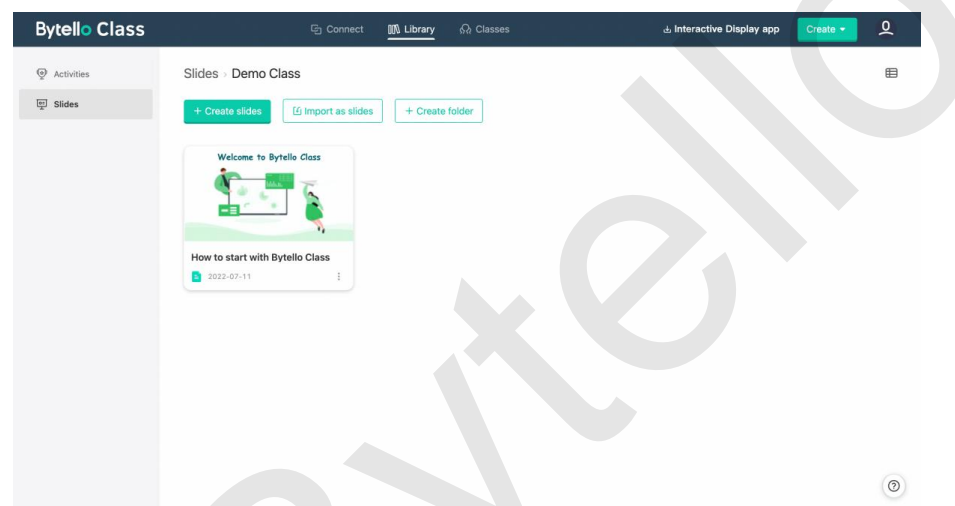 Bytello Class
Connect
Library
Classes
Interactive Display app
Create
Activities
Slides
Slides › Demo Class
+ Create slides
Import as slides
+ Create folder
Welcome to Bytello Class
How to start with Bytello Class
2022-07-11
Bytello